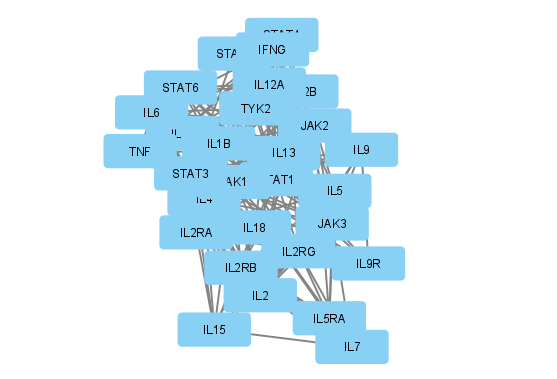 STAT4
STA
IFNG
IL12A
2B
STAT6
TYK2
IL6
JAK2
IL1B
IL13
IL9
TNF
STAT3
AK1
TAT1
IL5
IL4
IL2RA
IL18
JAK3
IL2RG
IL2RB
IL9R
IL2
IL5RA
IL15
IL7